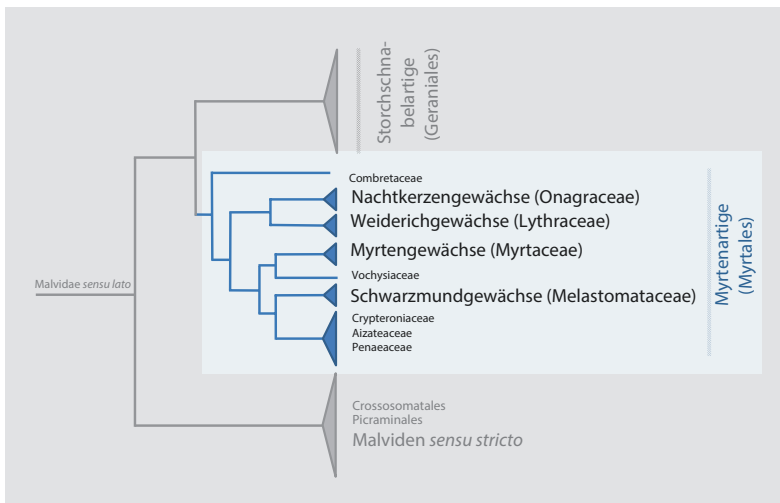 Storchschna-
belartige
(Geraniales)
Combretaceae
Nachtkerzengewächse (Onagraceae)
Weiderichgewächse (Lythraceae)
Myrtengewächse (Myrtaceae)
Vochysiaceae
Schwarzmundgewächse (Melastomataceae)
Crypteroniaceae
Aizateaceae
Penaeaceae
Myrtenartige
(Myrtales)
Malvidae sensu lato
Crossosomatales
Picraminales
Malviden sensu stricto